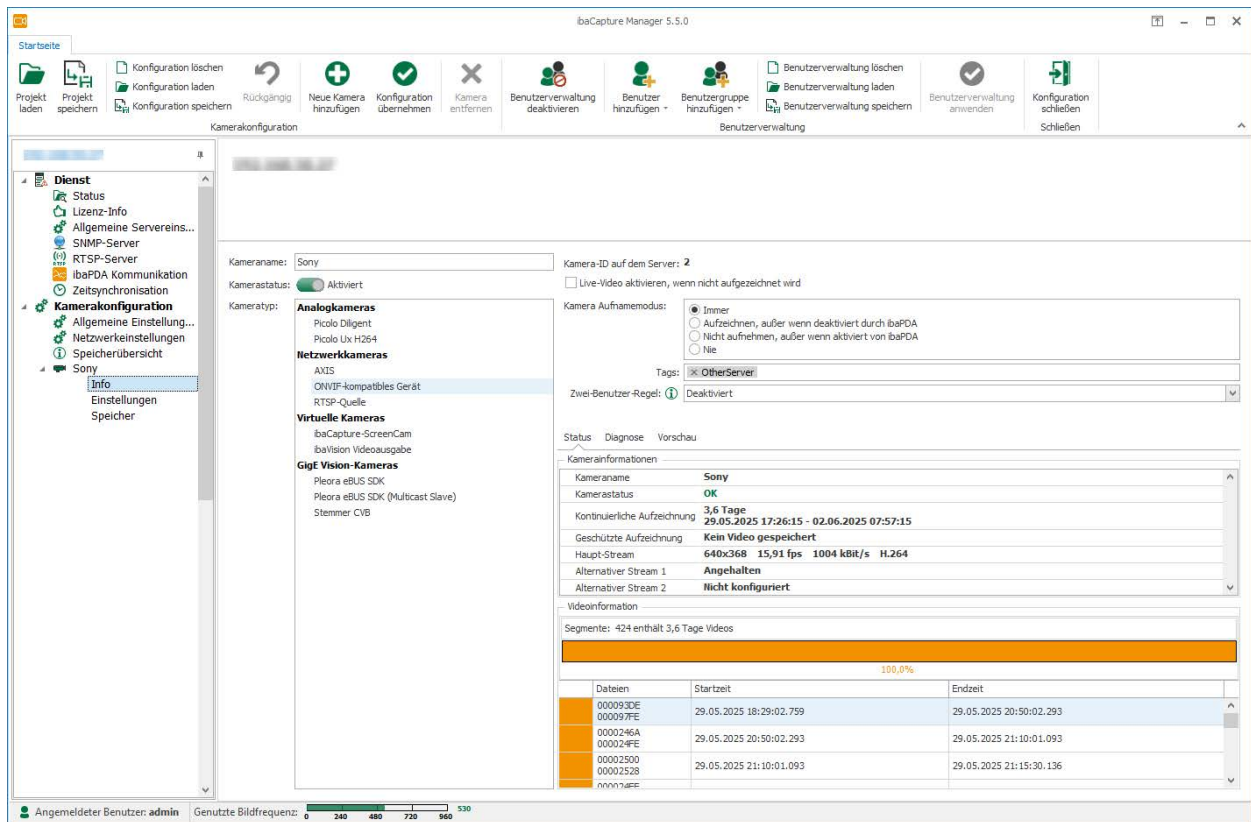 ibaCapture Manager 5.5.0
Startseite
Projekt laden
Projekt speichern
Konfiguration löschen
Konfiguration laden
Konfiguration speichern
Rückgängig
Neue Kamera hinzufügen
Konfiguration übernehmen
Kamera entfernen
Benutzerverwaltung deaktivieren
Benutzer hinzufügen
Benutzergruppe hinzufügen
Benutzerverwaltung löschen
Benutzerverwaltung laden
Benutzerverwaltung speichern
Benutzerverwaltung anwenden
Konfiguration schließen
Kamerakonfiguration
Benutzerverwaltung
Schließen
Dienst
Status
Lizenz-Info
Allgemeine Servereins...
SNMP-Server
RTSP-Server
ibaPDA Kommunikation
Zeitsynchronisation
Kamerakonfiguration
Allgemeine Einstellung...
Netzwerkeinstellungen
Speicherübersicht
Sony
Info
Einstellungen
Speicher
Kameraname: Sony
Kamerastatus: Aktiviert
Kameratyp:
Analogkameras
Picolo Diligent
Picolo Ux H264
Netzwerkkameras
AXIS
ONVIF-kompatibles Gerät
RTSP-Quelle
Virtuelle Kameras
ibaCapture-ScreenCam
ibaVision Videoausgabe
GigE Vision-Kameras
Pleora eBUS SDK
Pleora eBUS SDK (Multicast Slave)
Stemmer CVB
Kamera-ID auf dem Server: 2
Live-Video aktivieren, wenn nicht aufgezeichnet wird
Kamera Aufnamemodus:
Immer
Aufzeichnen, außer wenn deaktiviert durch ibaPDA
Nicht aufnehmen, außer wenn aktiviert von ibaPDA
Nie
Tags: × OtherServer
Zwei-Benutzer-Regel: Deaktiviert
Status Diagnose Vorschau
Kamerainformationen
Kameraname Sony
Kamerastatus OK
Kontinuierliche Aufzeichnung 3,6 Tage
29.05.2025 17:26:15 - 02.06.2025 07:57:15
Geschützte Aufzeichnung Kein Video gespeichert
Haupt-Stream 640x368 15,91 fps 1004 kBit/s H.264
Alternativer Stream 1 Angehalten
Alternativer Stream 2 Nicht konfiguriert
Videoinformation
Segmente: 424 enthält 3,6 Tage Videos
100,0%
Dateien Startzeit Endzeit
000093DE
000097FE 29.05.2025 18:29:02.759 29.05.2025 20:50:02.293
0000246A
000024FE 29.05.2025 20:50:02.293 29.05.2025 21:10:01.093
00002500
00002528 29.05.2025 21:10:01.093 29.05.2025 21:15:30.136
Angemeldeter Benutzer: admin Genutzte Bildfrequenz: 0 240 480 720 960 530